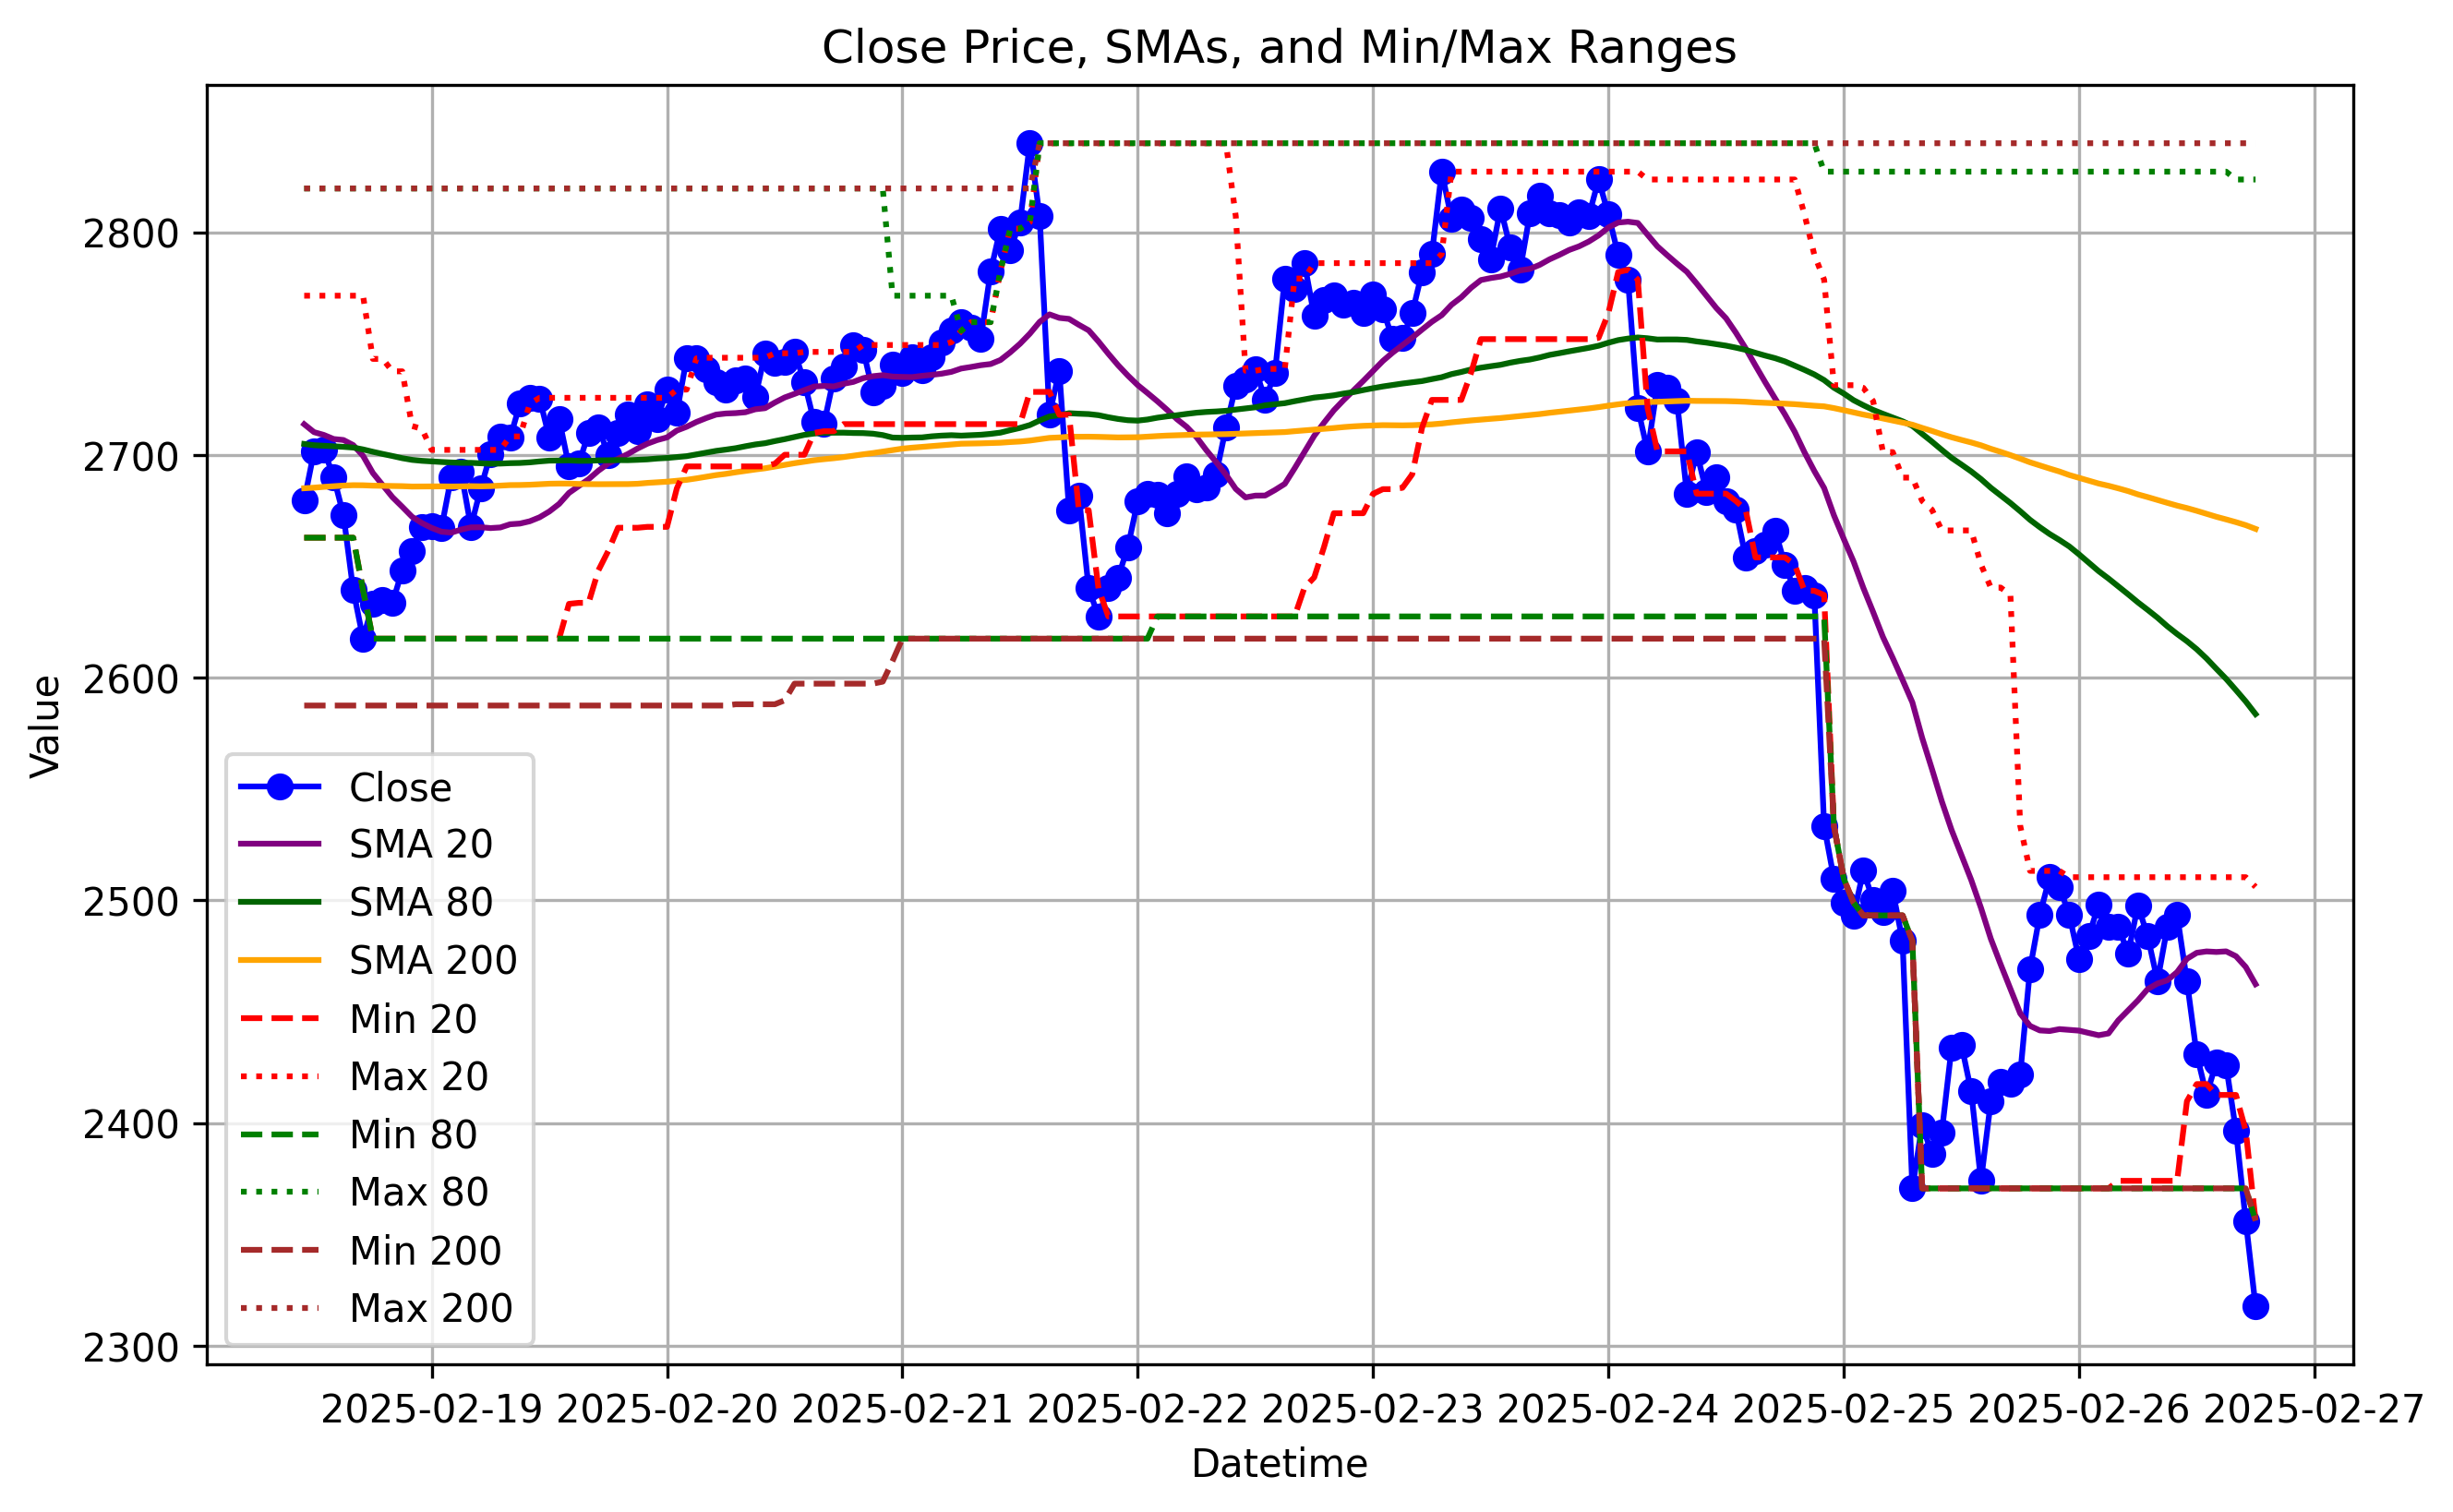 Close Price, SMAs, and Min/Max Ranges
Value
2800
2700
2600
2500
2400
2300
Close
SMA 20
SMA 80
SMA 200
Min 20
Max 20
Min 80
Max 80
Min 200
Max 200
2025-02-19 2025-02-20 2025-02-21 2025-02-22 2025-02-23 2025-02-24 2025-02-25 2025-02-26 2025-02-27
Datetime